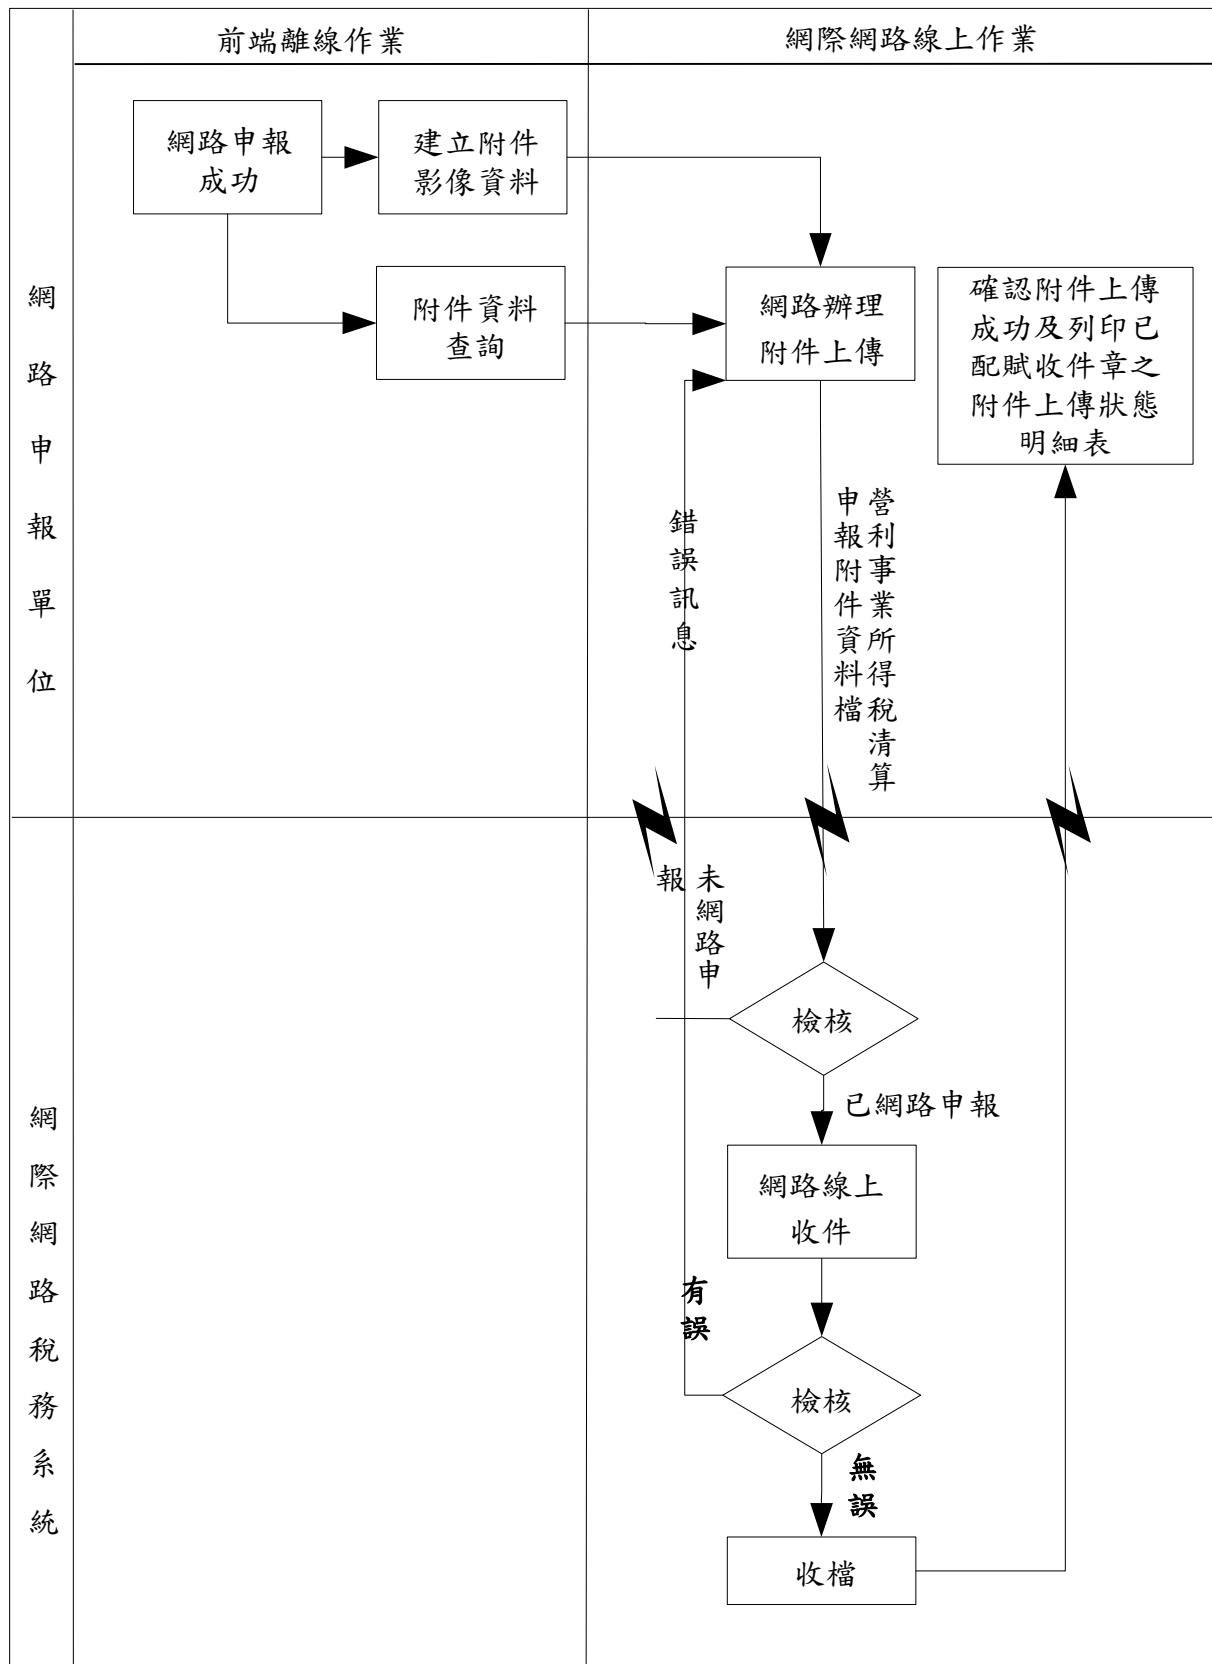 前端離線作業
網際網路線上作業
網路申報單位
網路申報
成功
建立附件
影像資料
附件資料
查詢
網路辦理
附件上傳
確認附件上傳
成功及列印已
配賦收件章之
附件上傳狀態
明細表
錯誤訊息
營利事業所得稅清算
申報附件資料檔
未網路申
報
網際網路稅務系統
檢核
已網路申報
網路線上
收件
有誤
檢核
無誤
收檔